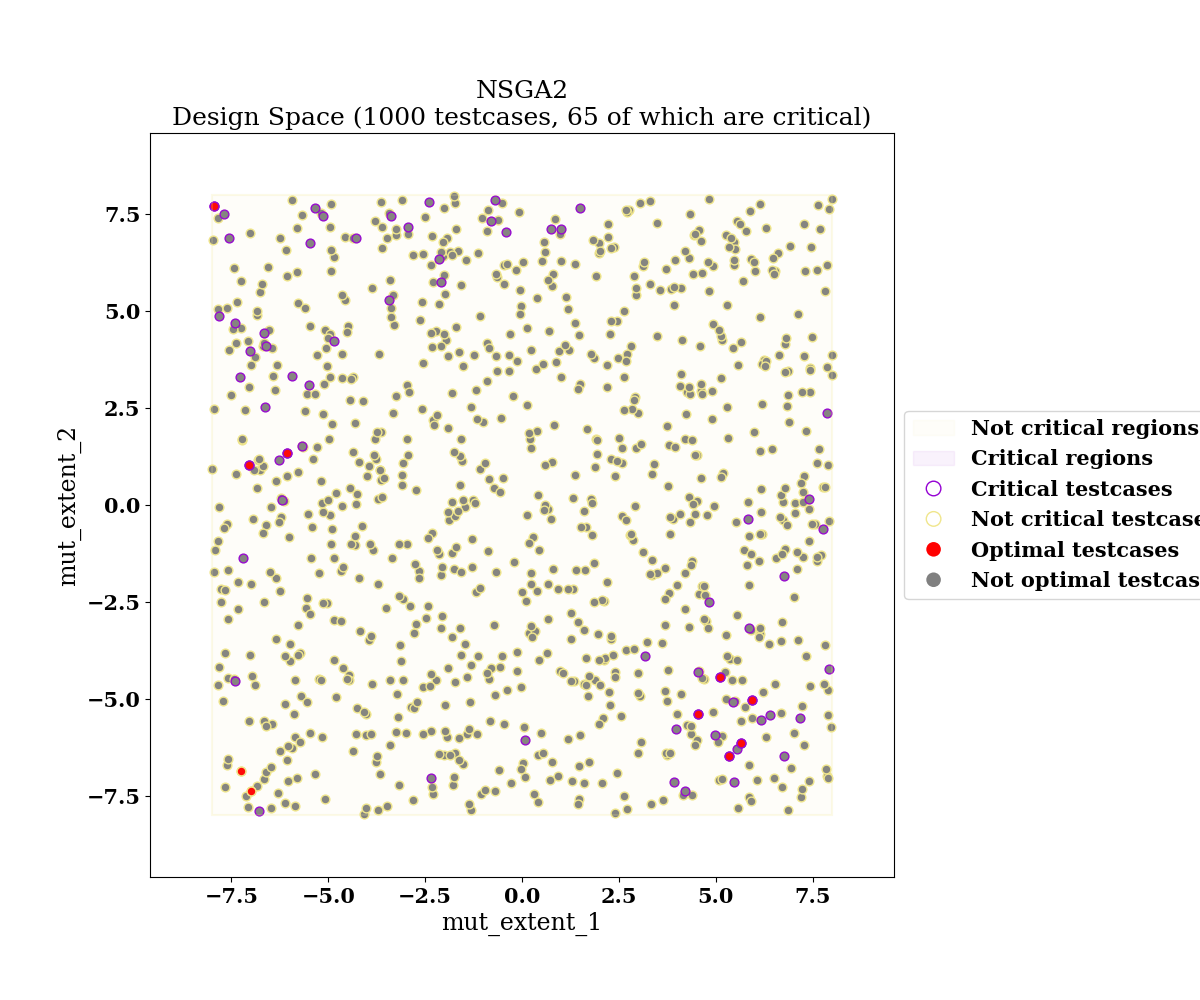 NSGA2
Design Space (1000 testcases, 65 of which are critical)
mut_extent_2
7.5
5.0
2.5
0.0
−2.5
−5.0
−7.5
−7.5
−5.0
−2.5
0.0
2.5
5.0
7.5
mut_extent_1
Not critical regions
Critical regions
Critical testcases
Not critical testcase
Optimal testcases
Not optimal testcas